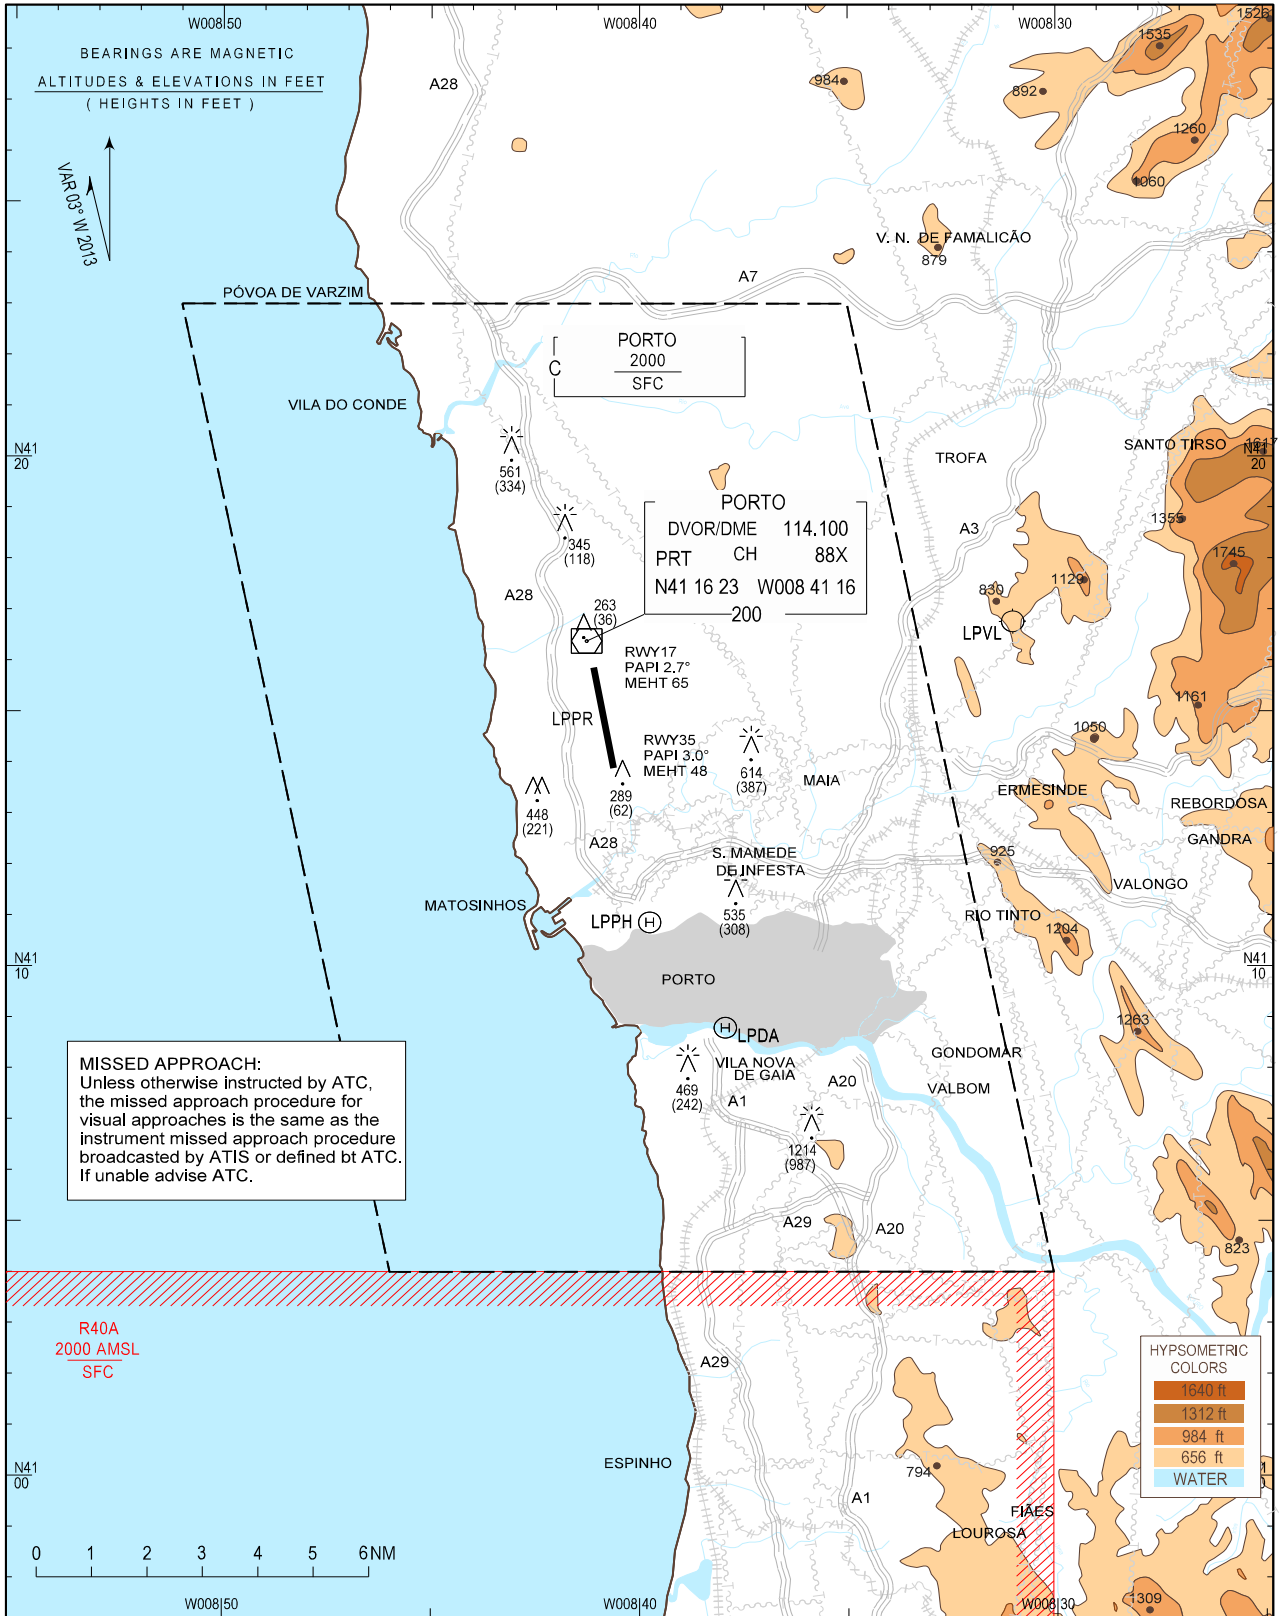 W008 50
W008 40
W008 30
BEARINGS ARE MAGNETIC
ALTITUDES & ELEVATIONS IN FEET
( HEIGHTS IN FEET )
VAR 03° W 2013
A28
984
892
1535
1526
1260
1060
V. N. DE FAMALICÃO
879
A7
PÓVOA DE VARZIM
C
PORTO
2000
SFC
VILA DO CONDE
N41
20
561
(334)
TROFA
SANTO TIRSO
1617
N41
20
345
(118)
PORTO
DVOR/DME 114.100
PRT CH 88X
N41 16 23 W008 41 16
200
A3
1355
1745
1129
830
LPVL
A28
263
(36)
RWY17
PAPI 2.7°
MEHT 65
LPPR
RWY35
PAPI 3.0°
MEHT 48
1161
1050
614
(387)
MAIA
289
(62)
448
(221)
ERMESINDE
REBORDOSA
GANDRA
A28
S. MAMEDE
DE INFESTA
925
VALONGO
MATOSINHOS
LPPH
535
(308)
RIO TINTO
1204
N41
10
PORTO
N41
10
1263
LPDA
MISSED APPROACH:
Unless otherwise instructed by ATC,
the missed approach procedure for
visual approaches is the same as the
instrument missed approach procedure
broadcasted by ATIS or defined bt ATC.
If unable advise ATC.
VILA NOVA
DE GAIA
GONDOMAR
VALBOM
469
(242)
A1
A20
1214
(987)
A29
A20
823
R40A
2000 AMSL
SFC
A29
HYPSOMETRIC
COLORS
1640 ft
1312 ft
984 ft
656 ft
WATER
ESPINHO
794
N41
00
A1
FIÃES
LOUROSA
0 1 2 3 4 5 6NM
1309
W008 50
W008 40
W008 30